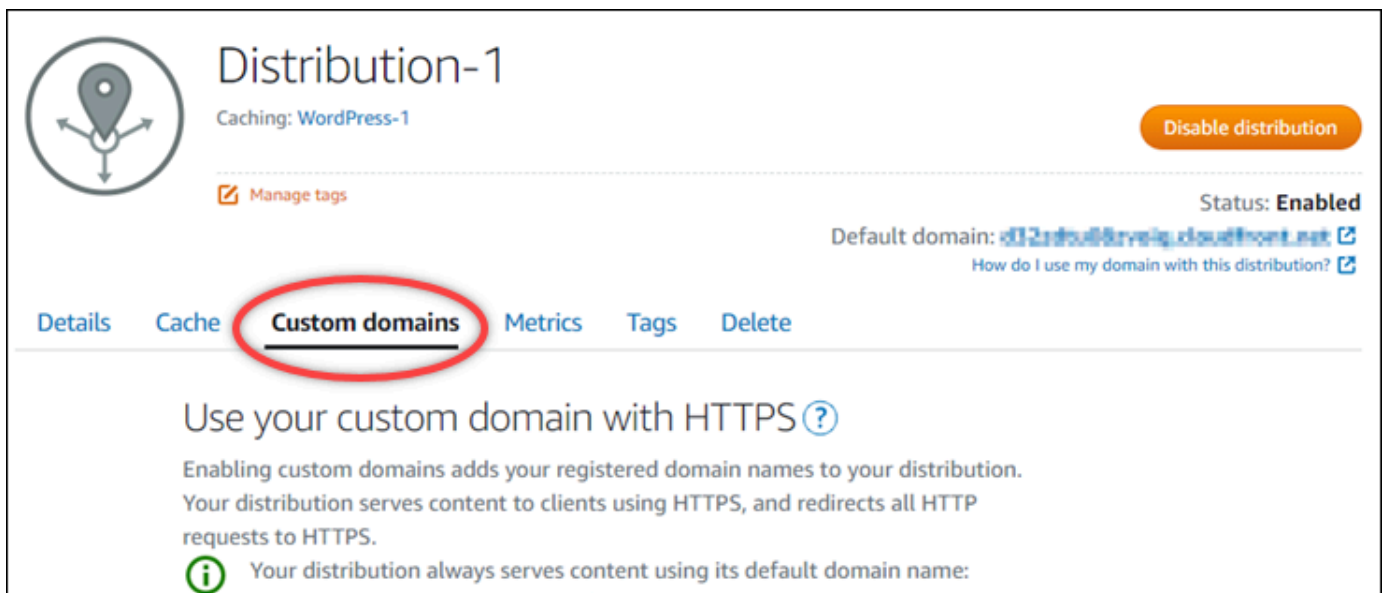 Distribution-1
Caching: WordPress-1
Disable distribution
Manage tags
Status: Enabled
Default domain:
How do I use my domain with this distribution?
Details Cache Custom domains Metrics Tags Delete
Use your custom domain with HTTPS ?
Enabling custom domains adds your registered domain names to your distribution.
Your distribution serves content to clients using HTTPS, and redirects all HTTP
requests to HTTPS.
Your distribution always serves content using its default domain name: